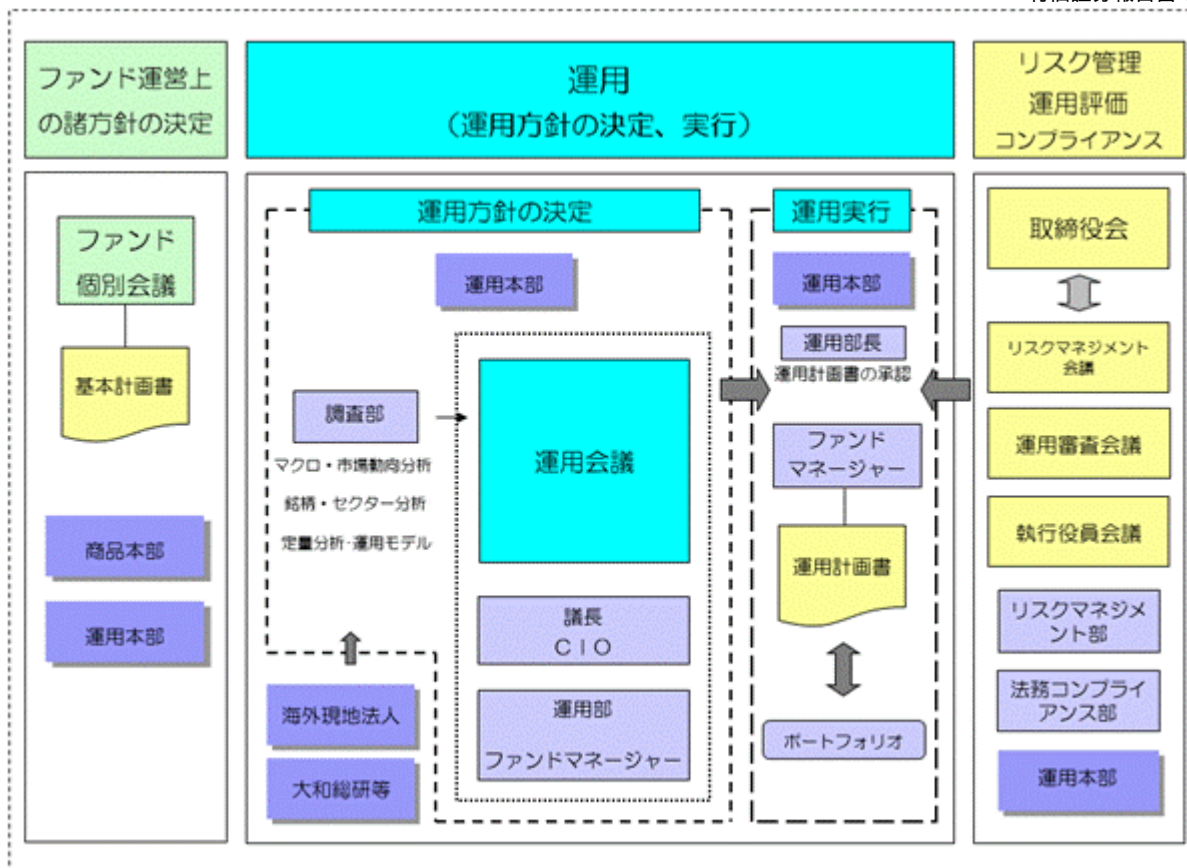 ファンド運営上
の諸方針の決定
運用
（運用方針の決定、実行）
リスク管理
運用評価
コンプライアンス
ファンド
個別会議
基本計画書
商品本部
運用本部
運用方針の決定
運用本部
調査部
マクロ・市場動向分析
銘柄・セクター分析
定量分析・運用モデル
海外現地法人
大和総研等
運用会議
議長
ＣＩＯ
運用部
ファンドマネージャー
運用実行
運用本部
運用部長
運用計画書の承認
ファンド
マネージャー
運用計画書
ポートフォリオ
取締役会
リスクマネジメント
会議
運用審査会議
執行役員会議
リスクマネジメ
ント部
法務コンプライ
アンス部
運用本部